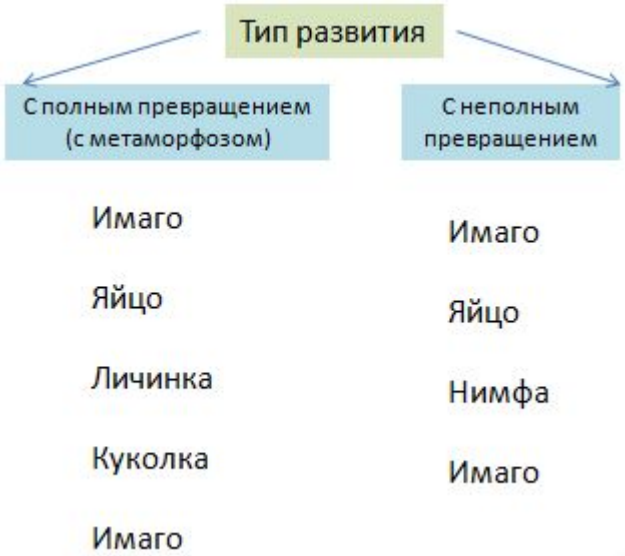 Тип развития
С полным превращением
(с метаморфозом)
С неполным
превращением
Имаго
Яйцо
Личинка
Куколка
Имаго
Имаго
Яйцо
Нимфа
Имаго